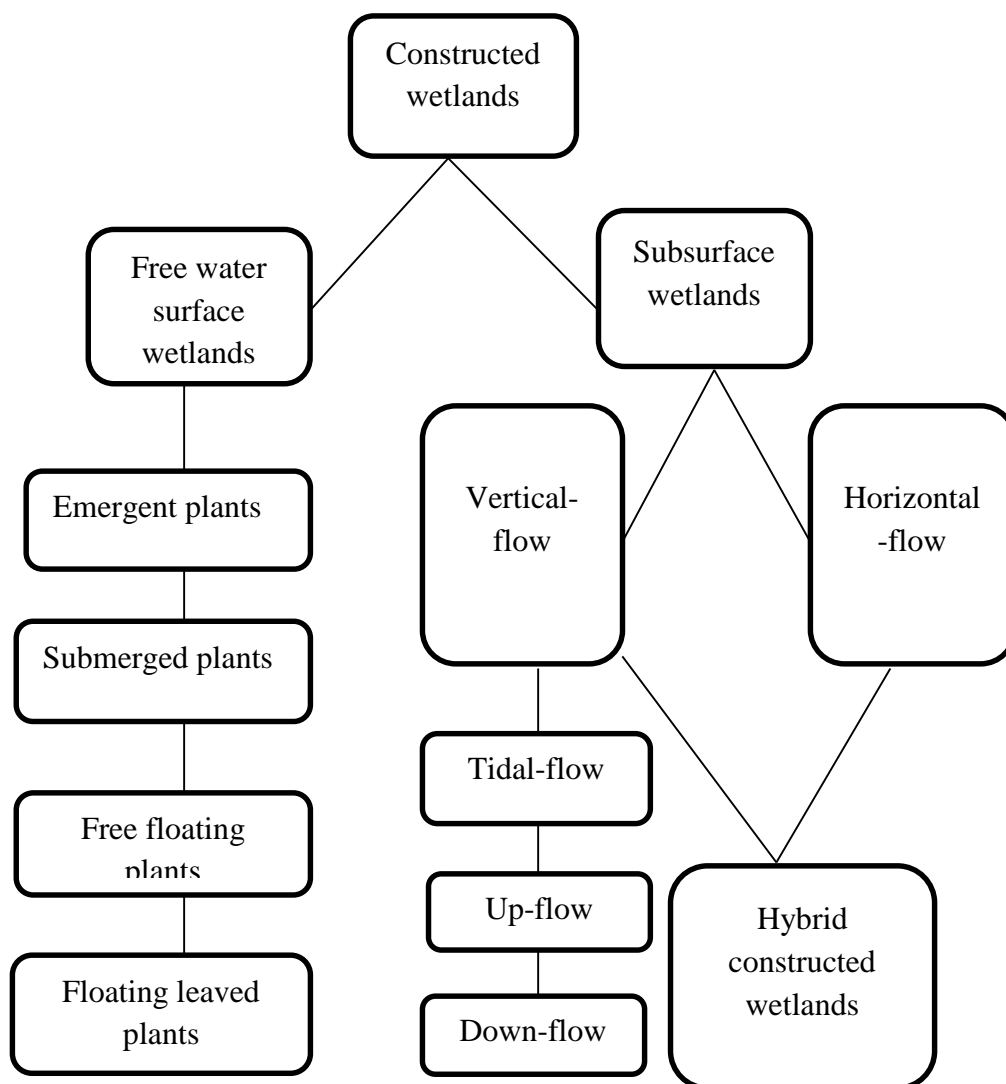 Constructed
wetlands
Free water
surface
wetlands
Subsurface
wetlands
Emergent plants
Submerged plants
Free floating
plants
Floating leaved
plants
Vertical-
flow
Horizontal
-flow
Tidal-flow
Up-flow
Down-flow
Hybrid
constructed
wetlands